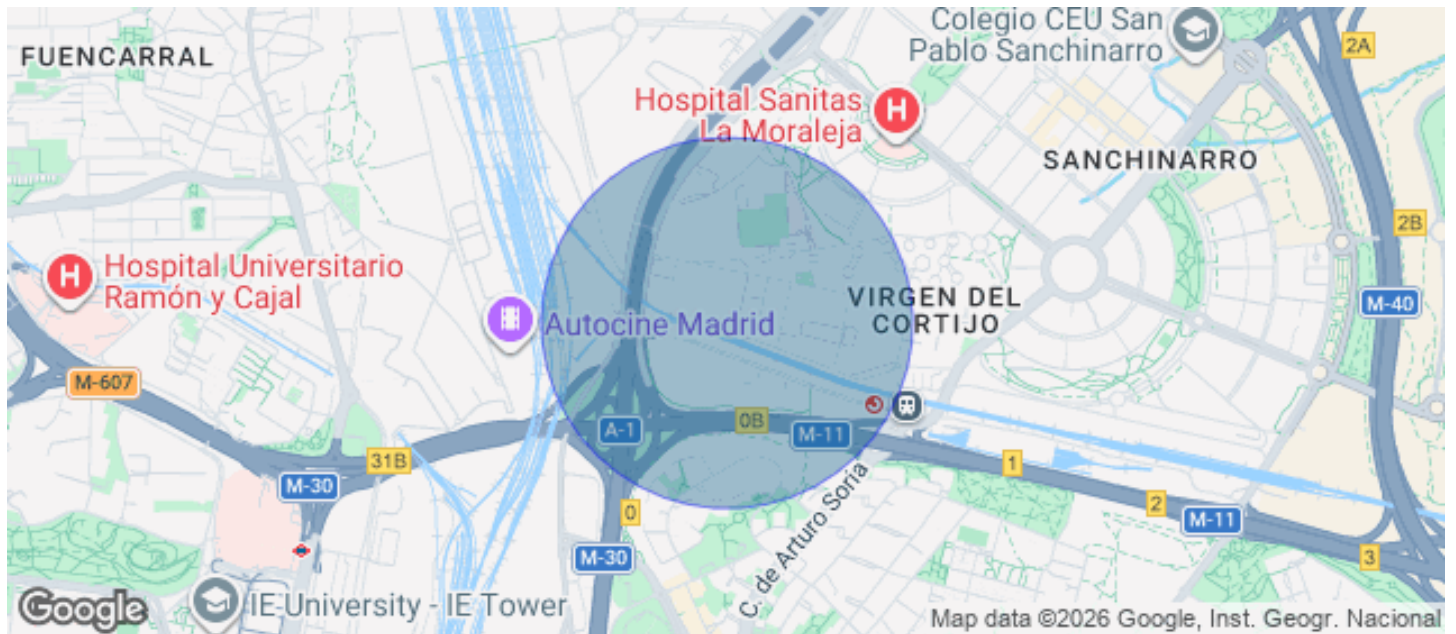 Colegio CEU San
Pablo Sanchinarro
2A
FUENCARRAL
Hospital Sanitas
La Moraleja
H
SANCHINARRO
2B
H
Hospital Universitario
Ramón y Cajal
VIRGEN DEL
CORTIJO
M-40
Autocine Madrid
M-607
A-1
0B
M-11
31B
1
M-30
2
0
M-11
M-30
3
C. de Arturo Soria
IE University - IE Tower
Google
Map data ©2026 Google, Inst. Geogr. Nacional